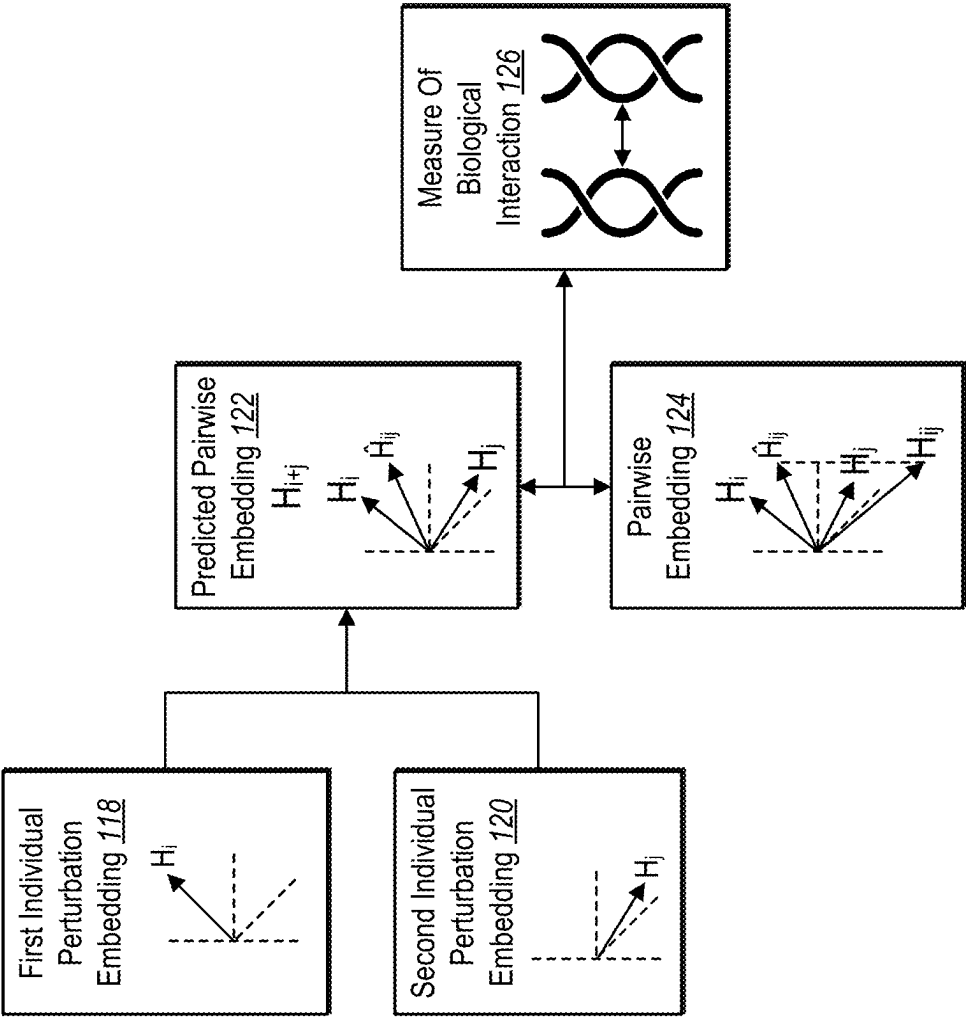 First Individual
Perturbation
Embedding 118
Hi
Second Individual
Perturbation
Embedding 120
Hj
Predicted Pairwise
Embedding 122
Hi+j
Hi
Ĥij
Hj
Pairwise
Embedding 124
Hi
Ĥij
Hj
Hij
Measure Of
Biological
Interaction 126